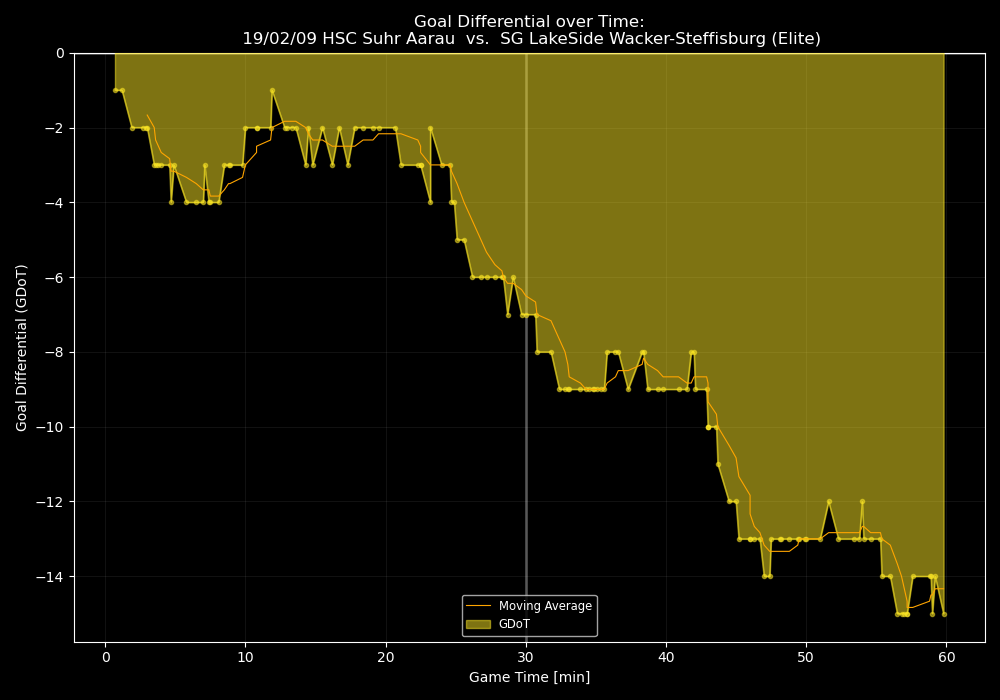 Goal Differential over Time:
19/02/09 HSC Suhr Aarau  vs.  SG LakeSide Wacker-Steffisburg (Elite)
Goal Differential (GDoT)
0
−2
−4
−6
−8
−10
−12
−14
Moving Average
GDoT
0 10 20 30 40 50 60
Game Time [min]